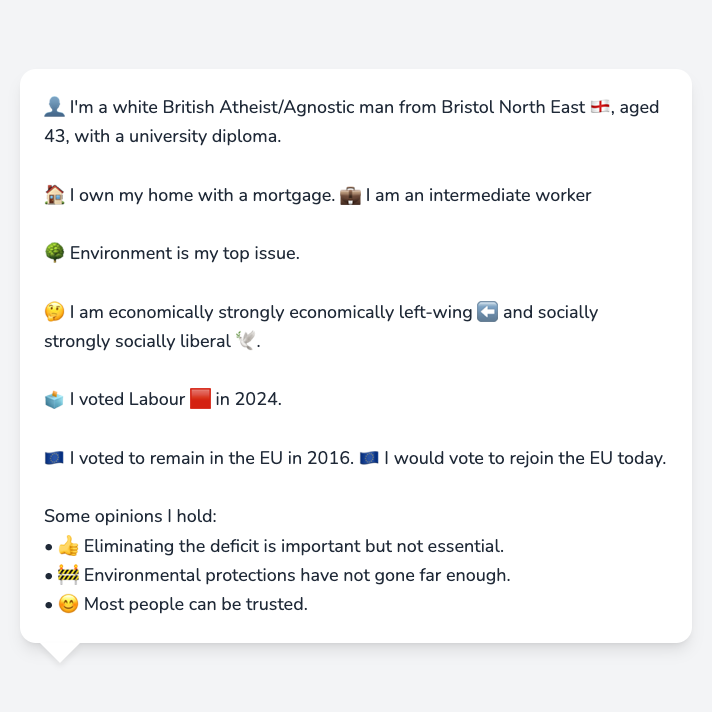 👤 I'm a white British Atheist/Agnostic man from Bristol North East 🏴󠁧󠁢󠁥󠁮󠁧󠁿, aged
43, with a university diploma.
🏠 I own my home with a mortgage. 💼 I am an intermediate worker
🌳 Environment is my top issue.
🤔 I am economically strongly economically left-wing ⬅️ and socially
strongly socially liberal 🕊️.
🗳️ I voted Labour 🟥 in 2024.
🇪🇺 I voted to remain in the EU in 2016. 🇪🇺 I would vote to rejoin the EU today.
Some opinions I hold:
• 👍 Eliminating the deficit is important but not essential.
• 🚧 Environmental protections have not gone far enough.
• 😊 Most people can be trusted.